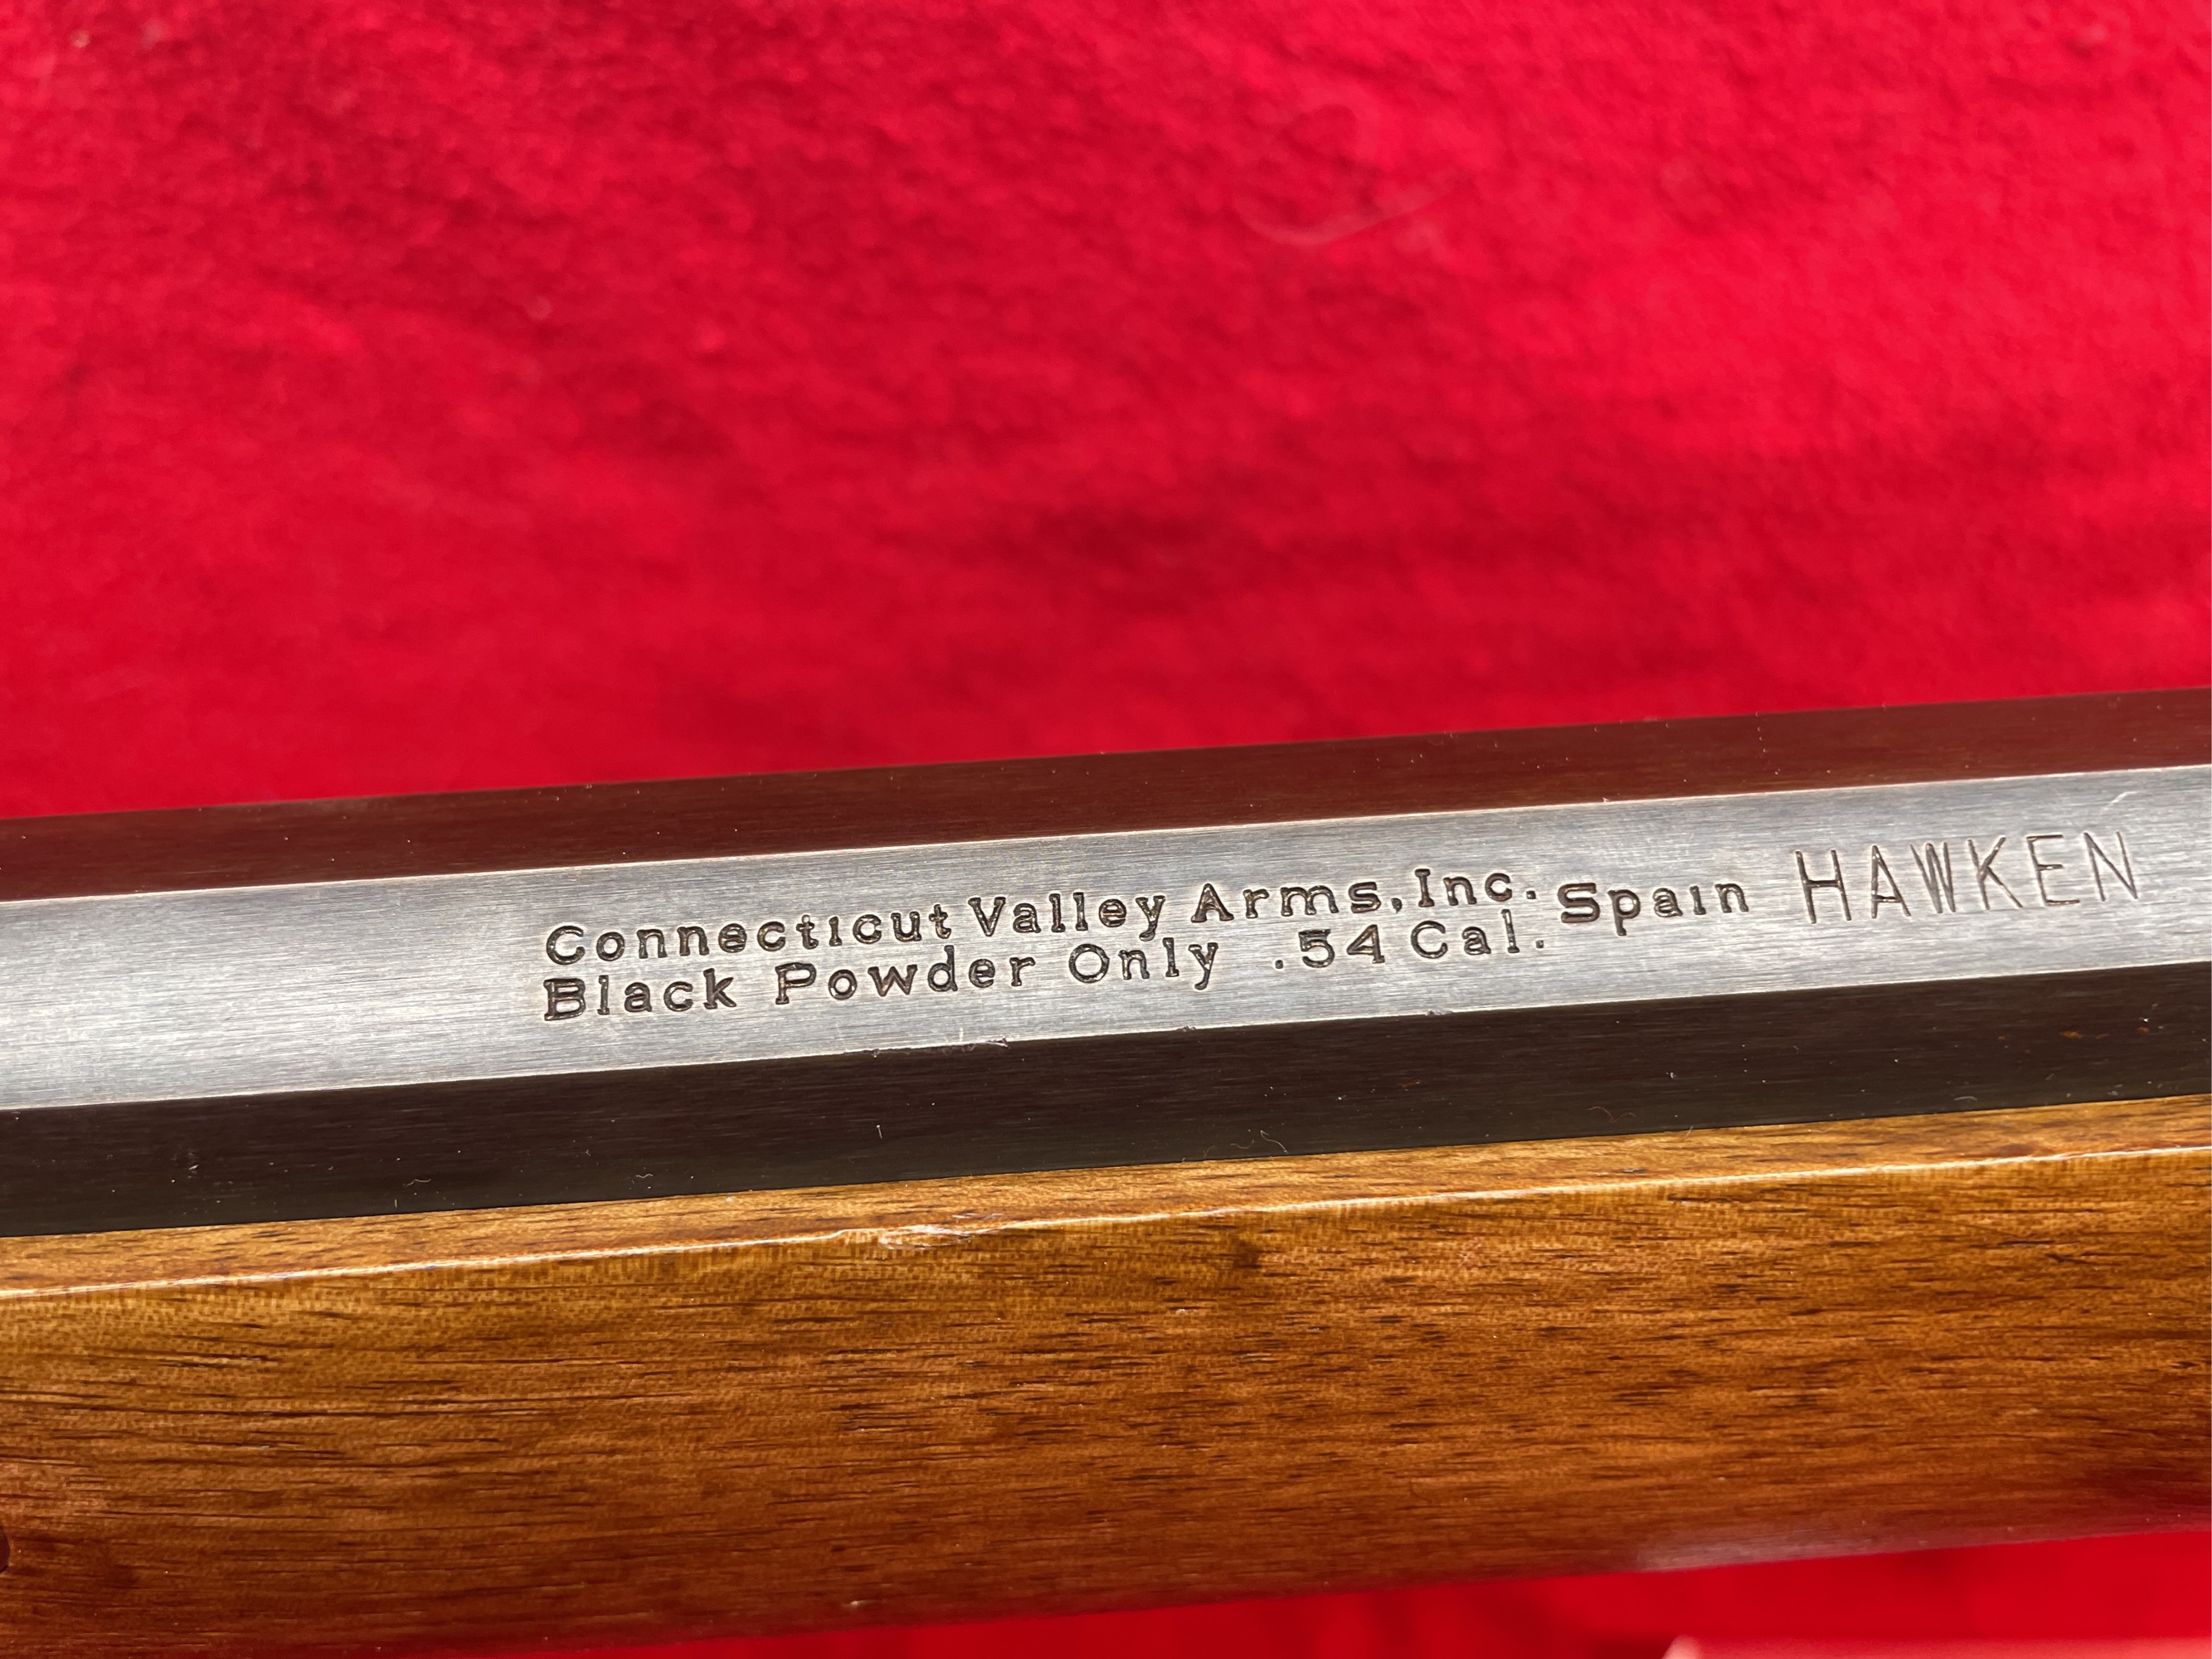 Connecticut Valley Arms, Inc. Spain HAWKEN
Black Powder Only .54 Cal.